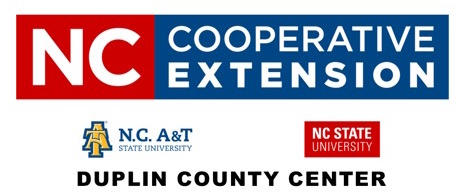 NC COOPERATIVE
EXTENSION
N.C. A&T
STATE UNIVERSITY
NC STATE
UNIVERSITY
DUPLIN COUNTY CENTER